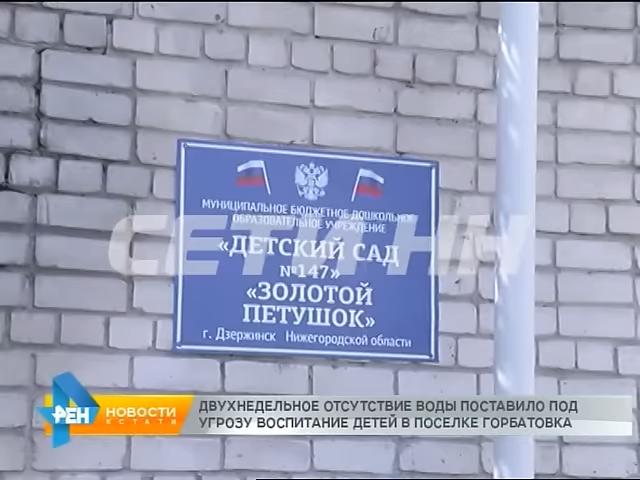 МУНИЦИПАЛЬНОЕ БЮДЖЕТНОЕ ДОШКОЛЬНОЕ
ОБРАЗОВАТЕЛЬНОЕ УЧРЕЖДЕНИЕ
«ДЕТСКИЙ САД
№147»
«ЗОЛОТОЙ
ПЕТУШОК»
г. Дзержинск Нижегородской области
СЕТИ НН
РЕН
НОВОСТИ
КСТАТИ
ДВУХНЕДЕЛЬНОЕ ОТСУТСТВИЕ ВОДЫ ПОСТАВИЛО ПОД
УГРОЗУ ВОСПИТАНИЕ ДЕТЕЙ В ПОСЕЛКЕ ГОРБАТОВКА